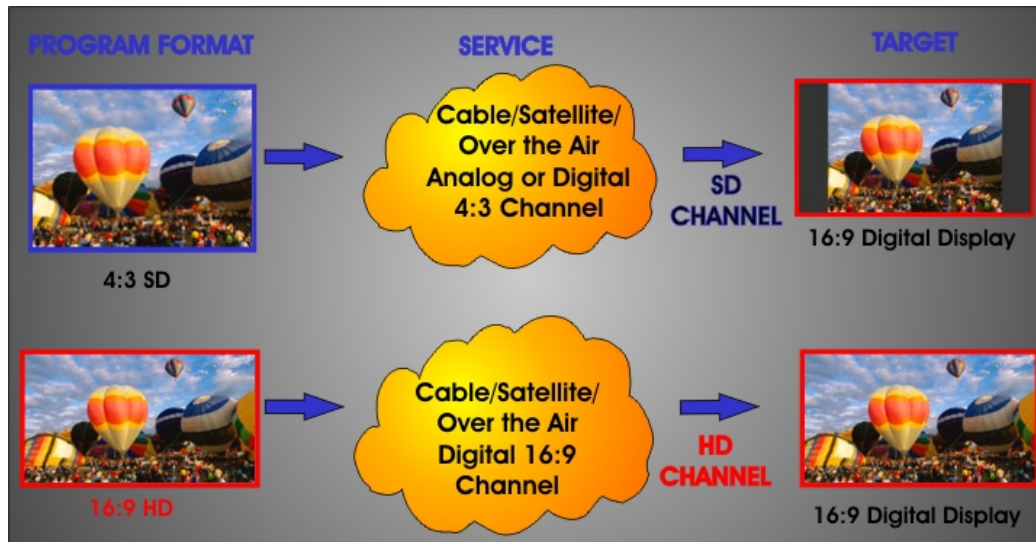 PROGRAM FORMAT
SERVICE
TARGET
Cable/Satellite/
Over the Air
Analog or Digital
4:3 Channel
SD
CHANNEL
4:3 SD
16:9 Digital Display
Cable/Satellite/
Over the Air
Digital 16:9
Channel
HD
CHANNEL
16:9 HD
16:9 Digital Display